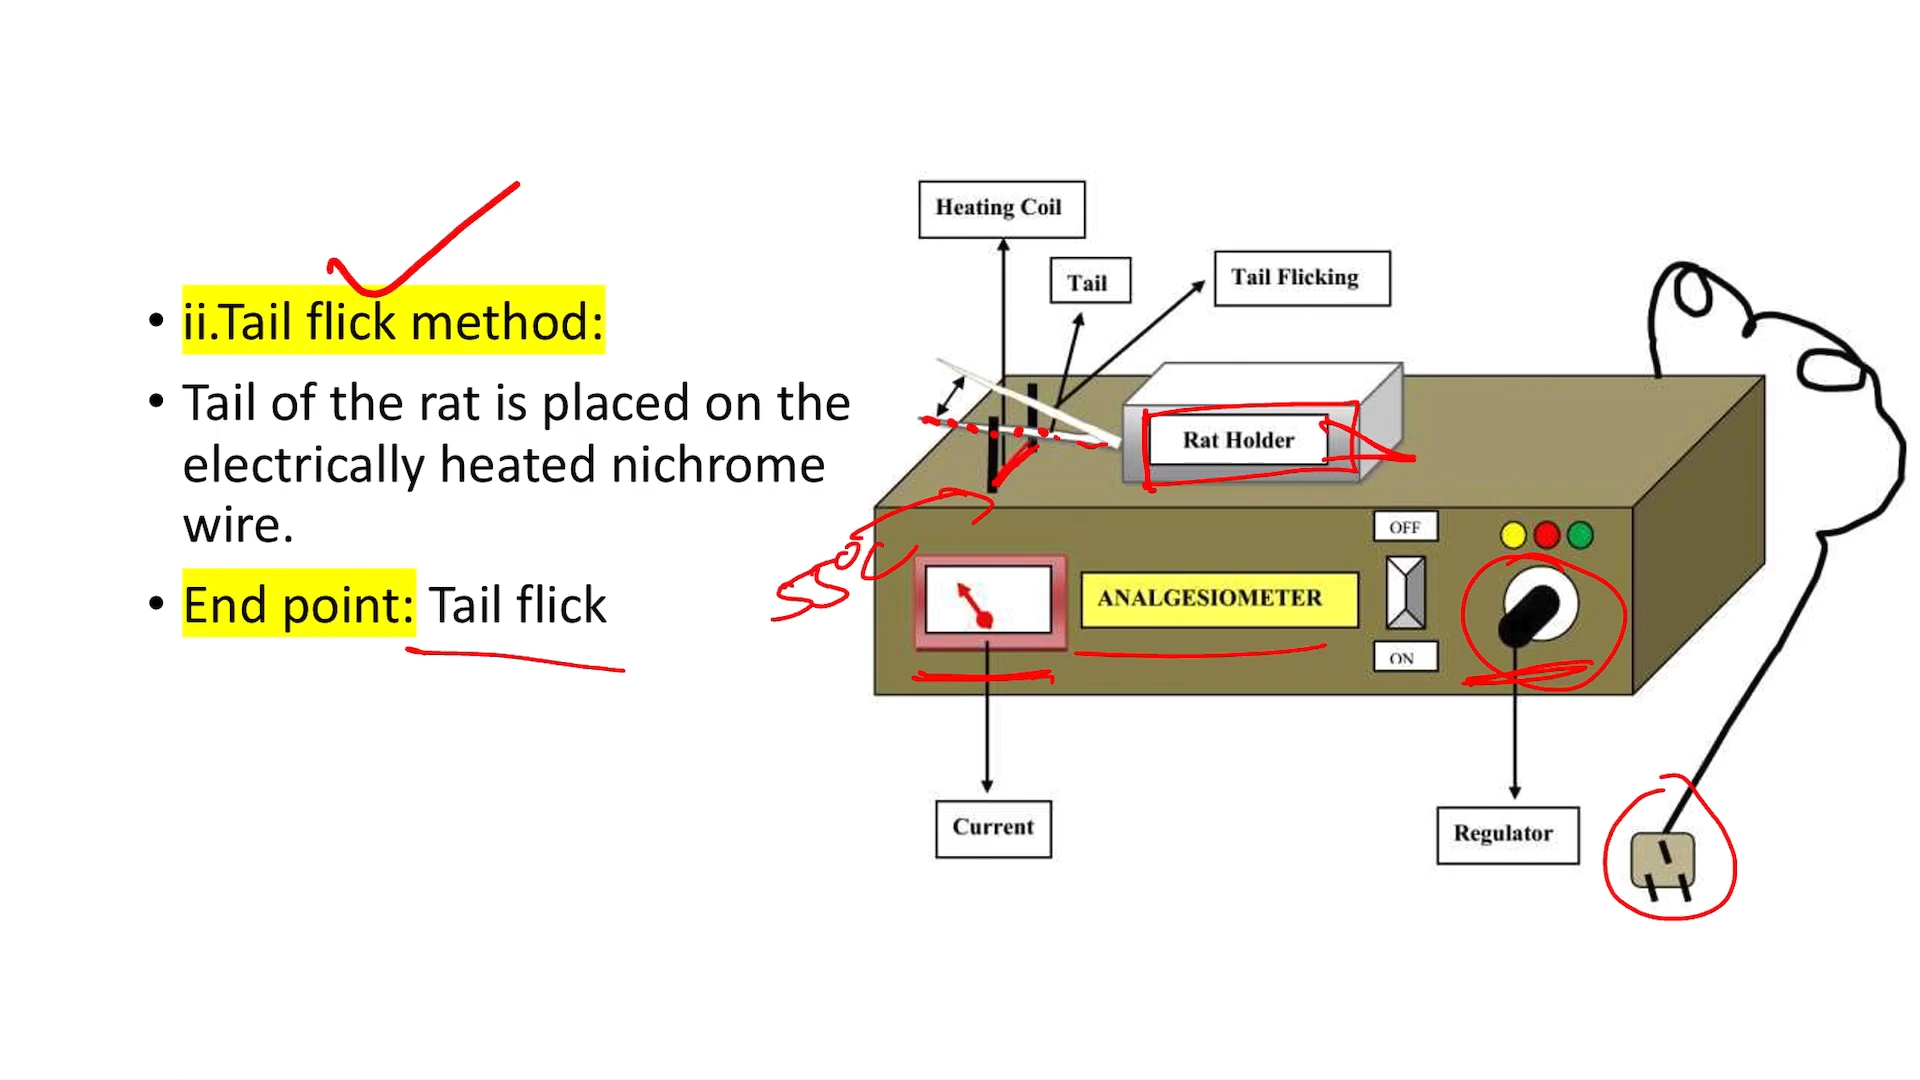 • ii.Tail flick method:
• Tail of the rat is placed on the
electrically heated nichrome
wire.
• End point: Tail flick
Heating Coil
Tail
Tail Flicking
Rat Holder
55°C
OFF
ANALGESIOMETER
ON
Current
Regulator